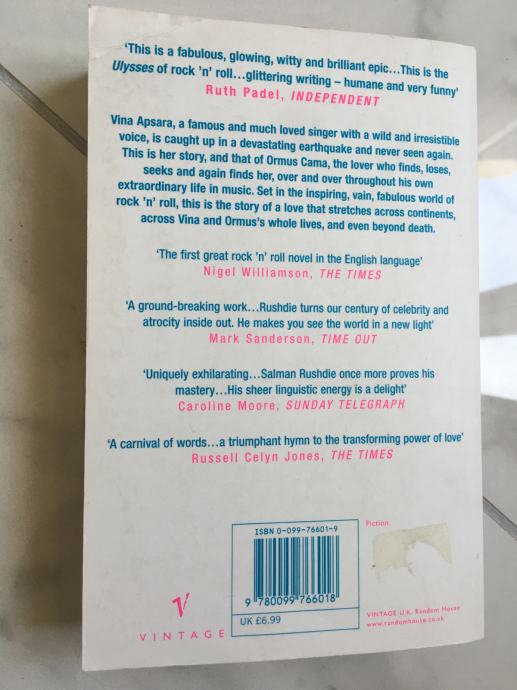 'This is a fabulous, glowing, witty and brilliant epic...This is the
Ulysses of rock 'n' roll...glittering writing – humane and very funny'
Ruth Padel, INDEPENDENT
Vina Apsara, a famous and much loved singer with a wild and irresistible
voice, is caught up in a devastating earthquake and never seen again.
This is her story, and that of Ormus Cama, the lover who finds, loses,
seeks and again finds her, over and over throughout his own
extraordinary life in music. Set in the inspiring, vain, fabulous world of
rock 'n' roll, this is the story of a love that stretches across continents,
across Vina and Ormus's whole lives, and even beyond death.
'The first great rock 'n' roll novel in the English language'
Nigel Williamson, THE TIMES
'A ground-breaking work...Rushdie turns our century of celebrity and
atrocity inside out. He makes you see the world in a new light'
Mark Sanderson, TIME OUT
'Uniquely exhilarating...Salman Rushdie once more proves his
mastery...His sheer linguistic energy is a delight'
Caroline Moore, SUNDAY TELEGRAPH
'A carnival of words...a triumphant hymn to the transforming power of love'
Russell Celyn Jones, THE TIMES
ISBN 0-099-76601-9
9 780099 766018
UK £6.99
Fiction
V
VINTAGE
VINTAGE U.K. Random House
www.randomhouse.co.uk